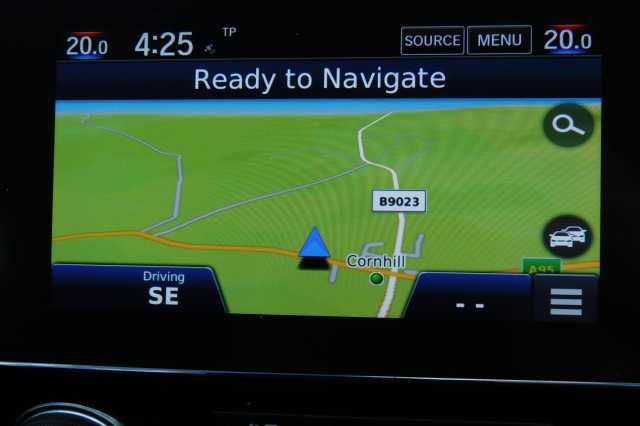 20.0 4:25 TP SOURCE MENU 20.0
Ready to Navigate
B9023
Cornhill
A95
Driving
SE
- -